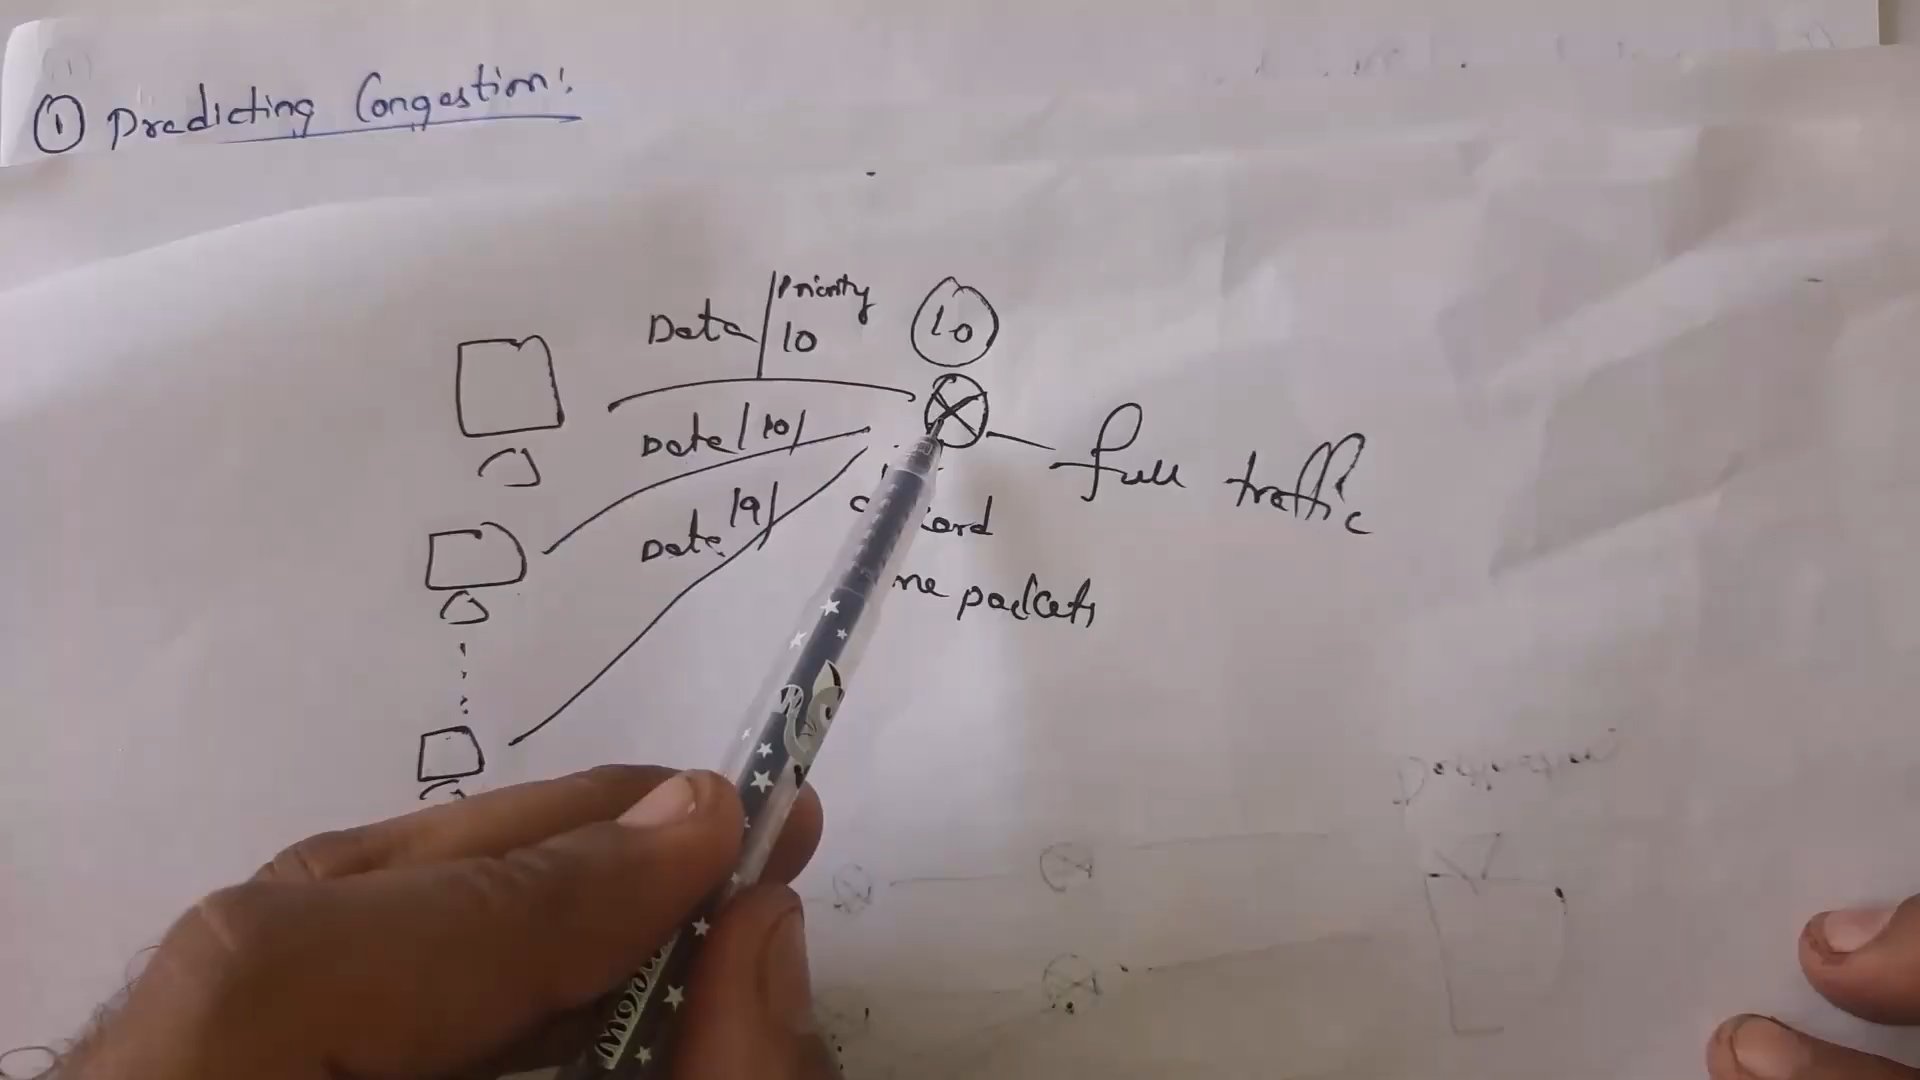 ① Predicting Congestion:
Data / Priority
10
10
Data / 10 /
full traffic
Data / 9 /
packets